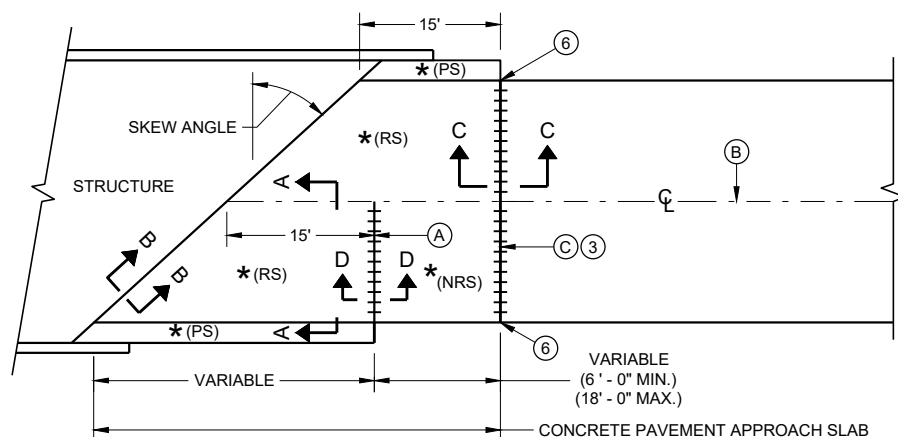 15'
6
*(PS)
SKEW ANGLE
*(RS)
C
C
B
STRUCTURE
A
CL
15'
A
B
B
D
D
C
3
*(RS)
*(NRS)
*(PS)
A
6
VARIABLE
VARIABLE
(6 ' - 0" MIN.)
(18' - 0" MAX.)
CONCRETE PAVEMENT APPROACH SLAB